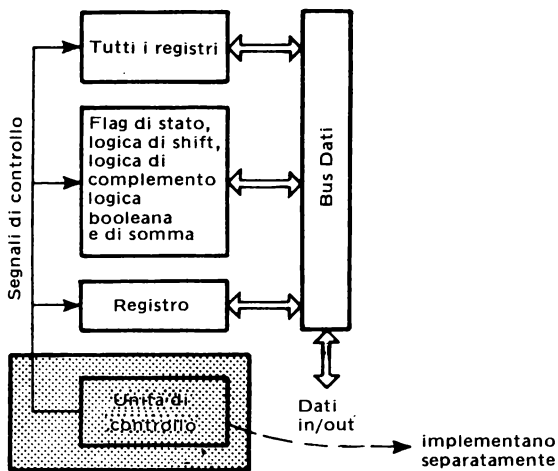 Tutti i registri
Flag di stato,
logica di shift,
logica di
complemento
logica
booleana
e di somma
Registro
Unità di
controllo
Segnali di controllo
Bus Dati
Dati
in/out
implementano
separatamente